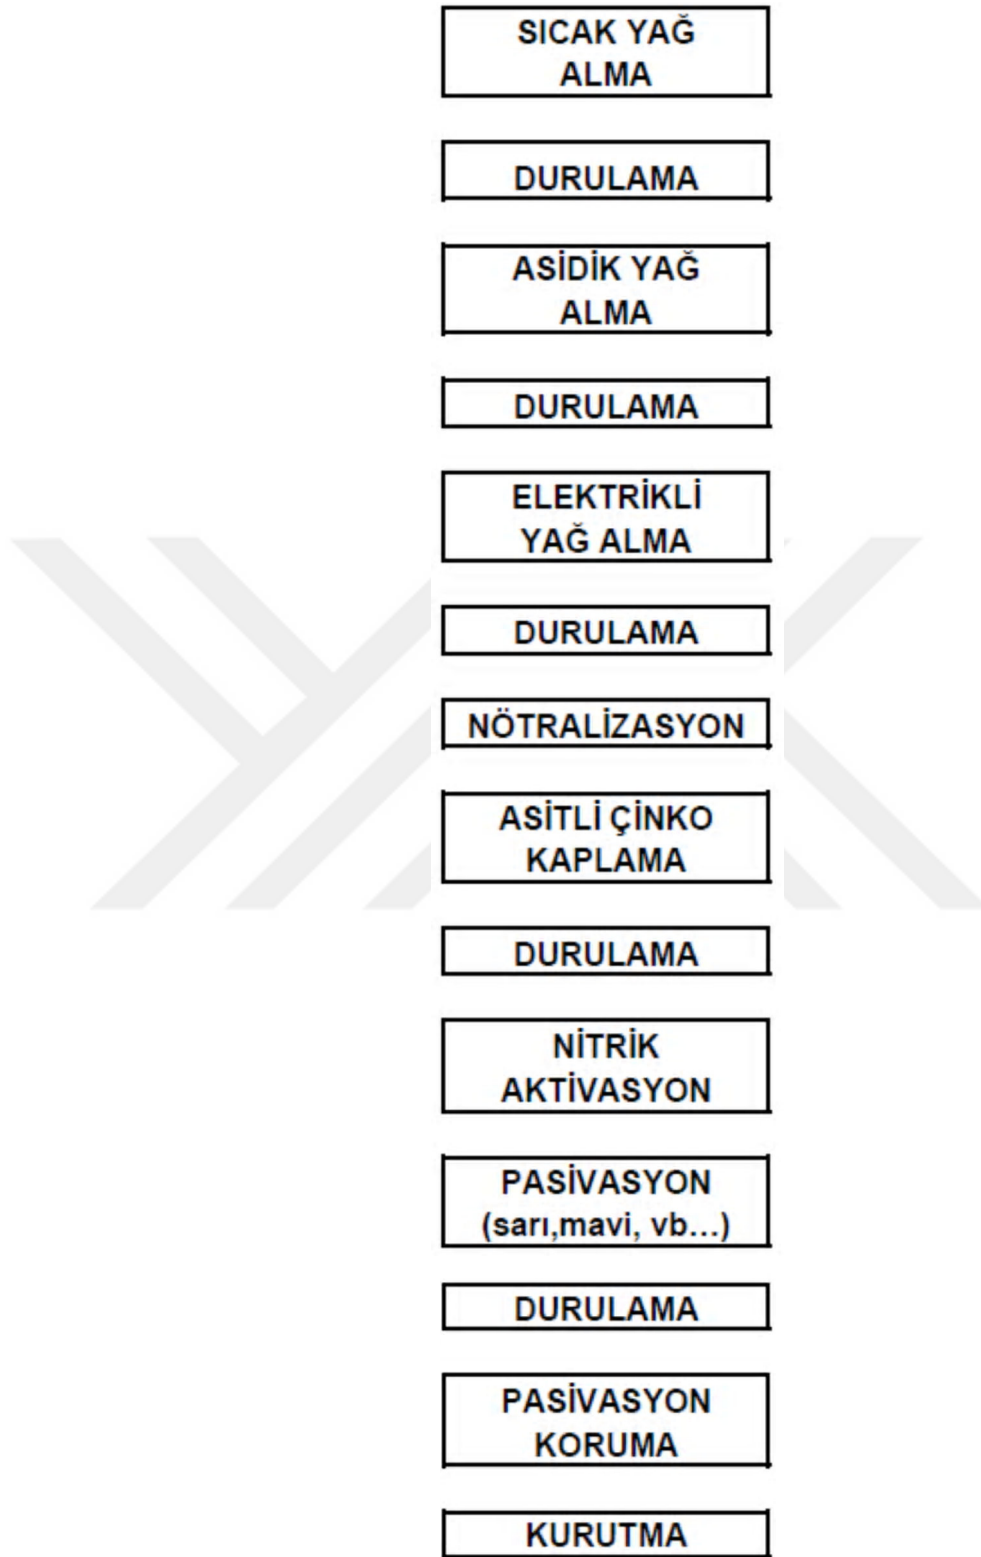 SICAK YAĞ
ALMA
DURULAMA
ASİDİK YAĞ
ALMA
DURULAMA
ELEKTRİKLİ
YAĞ ALMA
DURULAMA
NÖTRALİZASYON
ASİTLİ ÇİNKO
KAPLAMA
DURULAMA
NİTRİK
AKTİVASYON
PASİVASYON
(sarı,mavi, vb...)
DURULAMA
PASİVASYON
KORUMA
KURUTMA